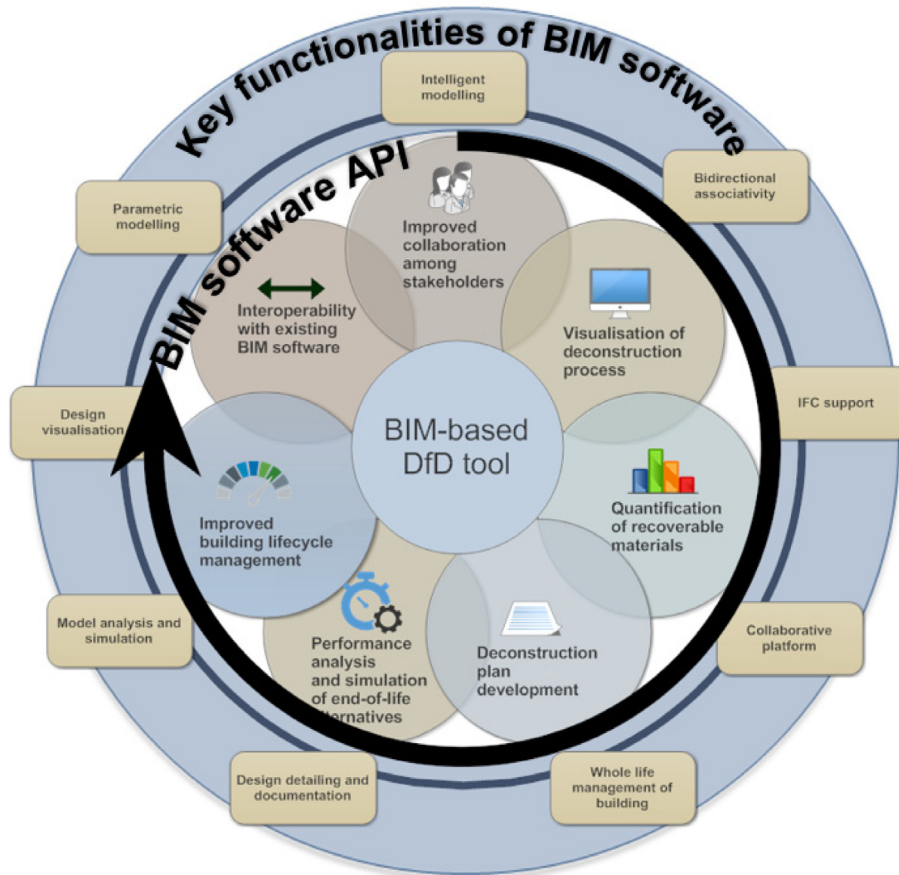 Key functionalities of BIM software
BIM software API
Intelligent
modelling
Bidirectional
associativity
IFC support
Collaborative
platform
Whole life
management of
building
Design detailing and
documentation
Model analysis and
simulation
Design
visualisation
Parametric
modelling
Improved
collaboration
among
stakeholders
Visualisation of
deconstruction
process
Quantification
of recoverable
materials
Deconstruction
plan
development
Performance
analysis
and simulation
of end-of-life
alternatives
Improved
building lifecycle
management
Interoperability
with existing
BIM software
BIM-based
DfD tool